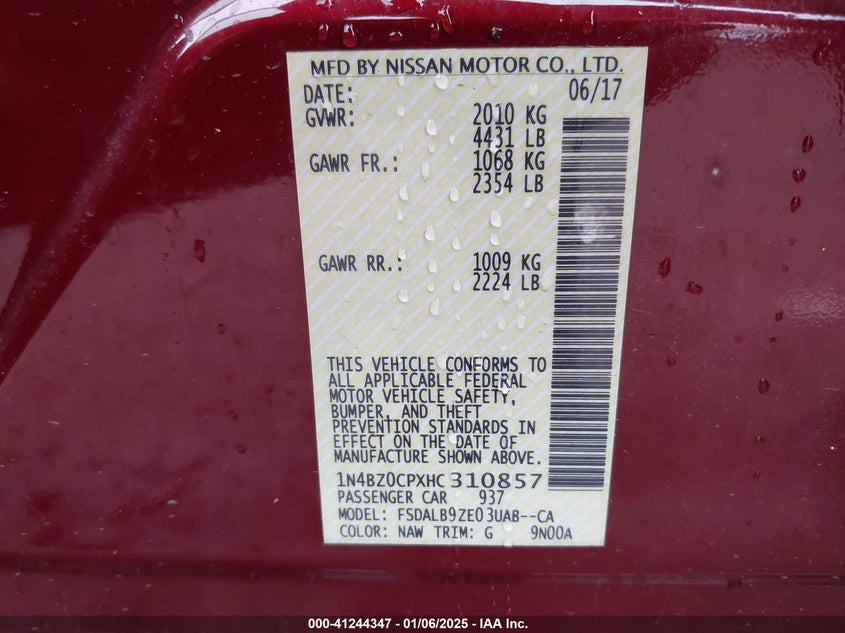 MFD BY NISSAN MOTOR CO., LTD.
DATE: 06/17
GVWR: 2010 KG
4431 LB
GAWR FR.: 1068 KG
2354 LB
GAWR RR.: 1009 KG
2224 LB
THIS VEHICLE CONFORMS TO
ALL APPLICABLE FEDERAL
MOTOR VEHICLE SAFETY,
BUMPER, AND THEFT
PREVENTION STANDARDS IN
EFFECT ON THE DATE OF
MANUFACTURE SHOWN ABOVE.
1N4BZ0CPXHC310857
PASSENGER CAR 937
MODEL: FSDALB9ZE03UAB--CA
COLOR: NAW TRIM: G 9N00A
000-41244347 - 01/06/2025 - IAA Inc.